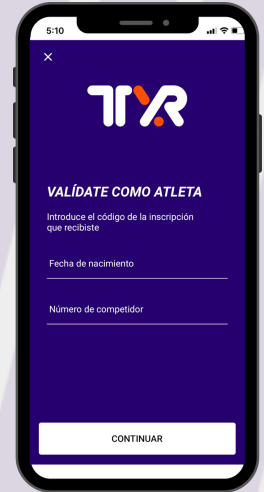 5:10
TYR
VALÍDATE COMO ATLETA
Introduce el código de la inscripción
que recibiste
Fecha de nacimiento
Número de competidor
CONTINUAR